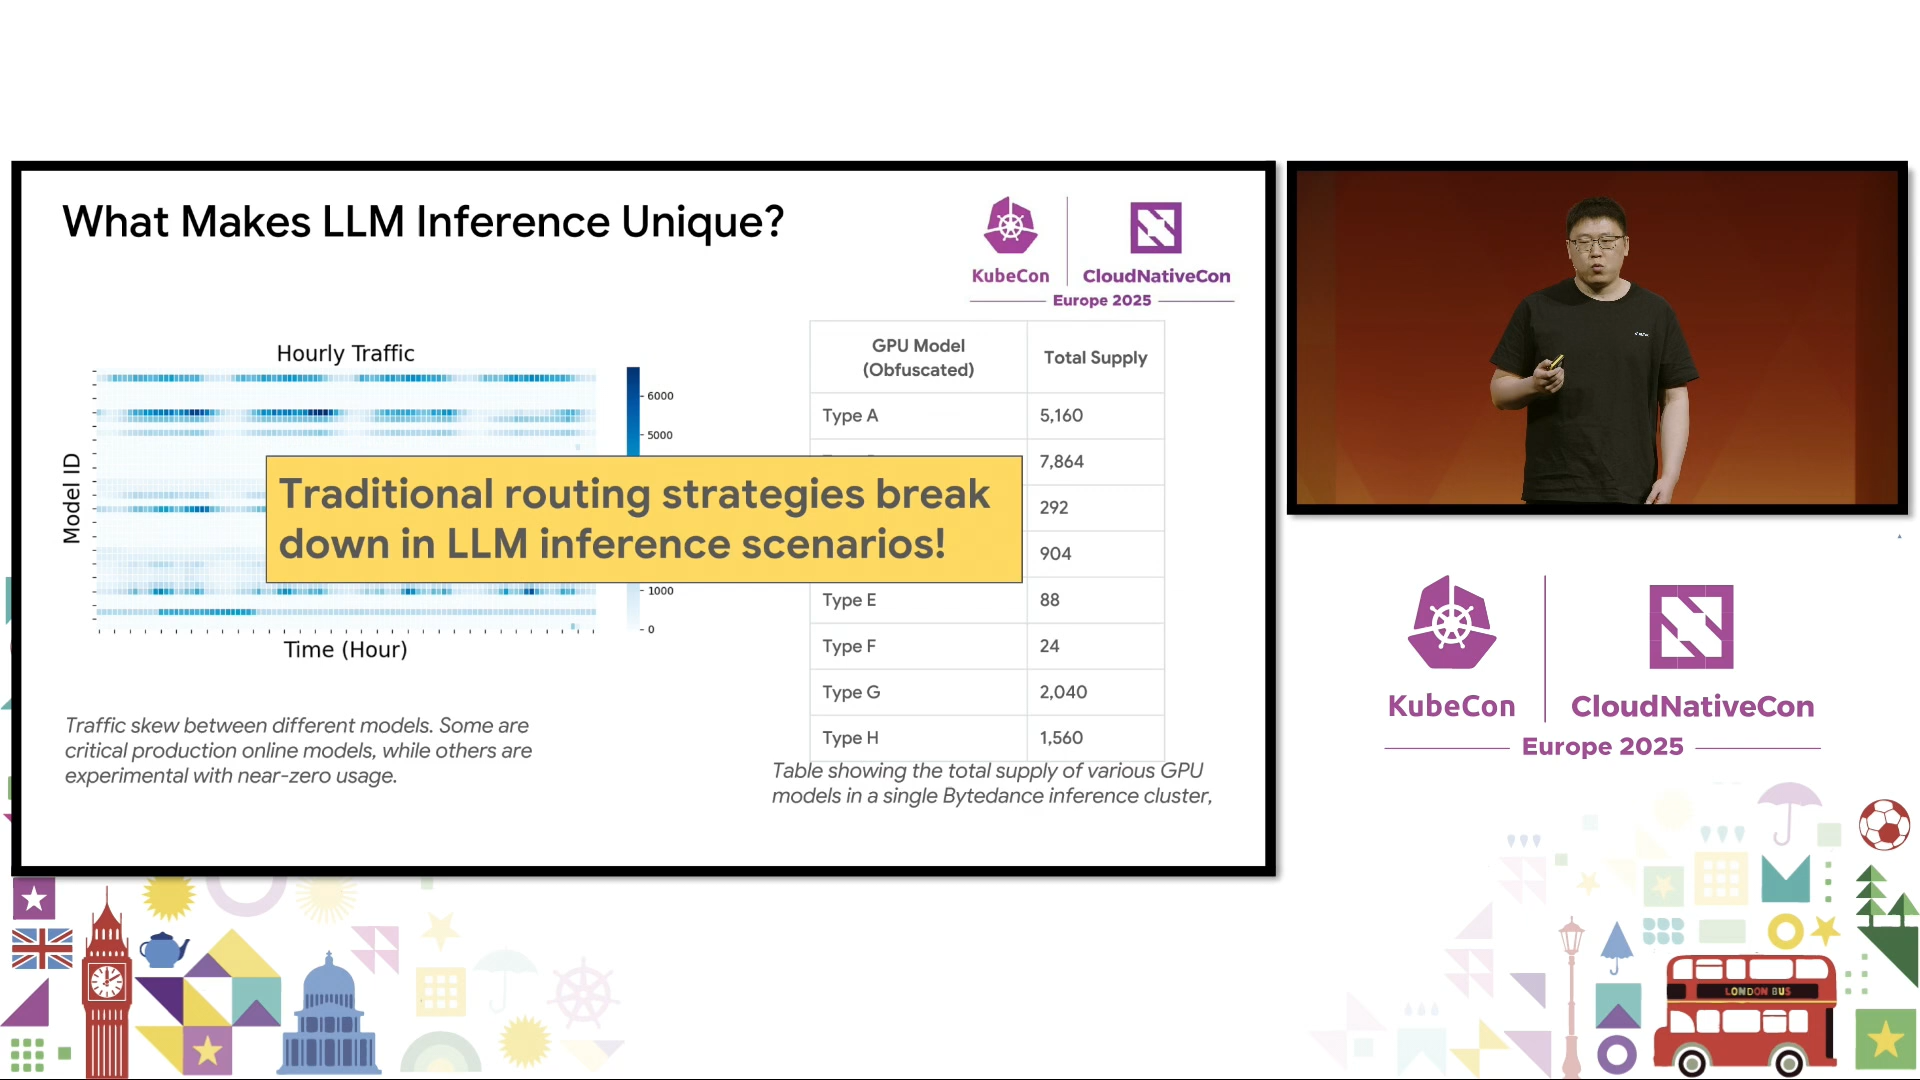 What Makes LLM Inference Unique?
KubeCon
CloudNativeCon
Europe 2025
Hourly Traffic
Model ID
Time (Hour)
6000
5000
1000
0
Traditional routing strategies break
down in LLM inference scenarios!
GPU Model
(Obfuscated)
Total Supply
Type A
5,160
7,864
292
904
Type E
88
Type F
24
Type G
2,040
Type H
1,560
Traffic skew between different models. Some are
critical production online models, while others are
experimental with near-zero usage.
Table showing the total supply of various GPU
models in a single Bytedance inference cluster,
KubeCon
CloudNativeCon
Europe 2025
LONDON BUS